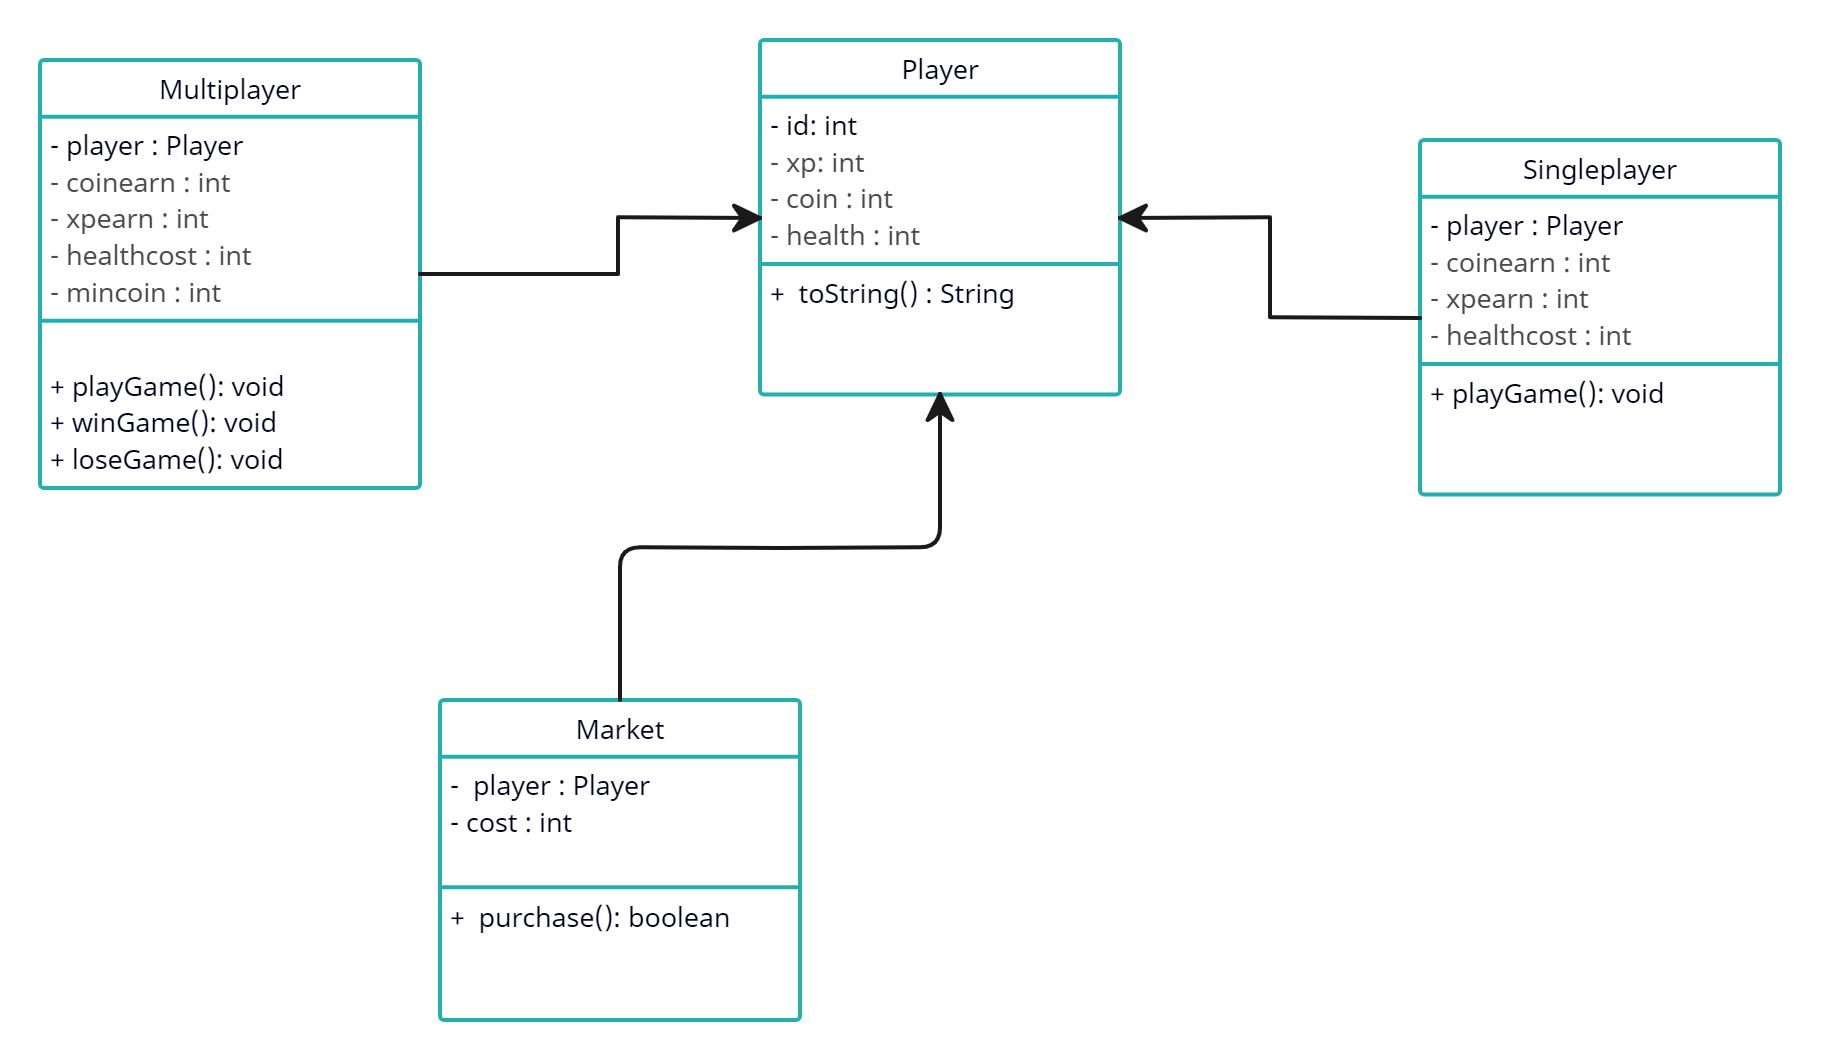 Multiplayer
- player : Player
- coinearn : int
- xpearn : int
- healthcost : int
- mincoin : int
+ playGame(): void
+ winGame(): void
+ loseGame(): void
Player
- id: int
- xp: int
- coin : int
- health : int
+  toString() : String
Singleplayer
- player : Player
- coinearn : int
- xpearn : int
- healthcost : int
+ playGame(): void
Market
-  player : Player
- cost : int
+  purchase(): boolean